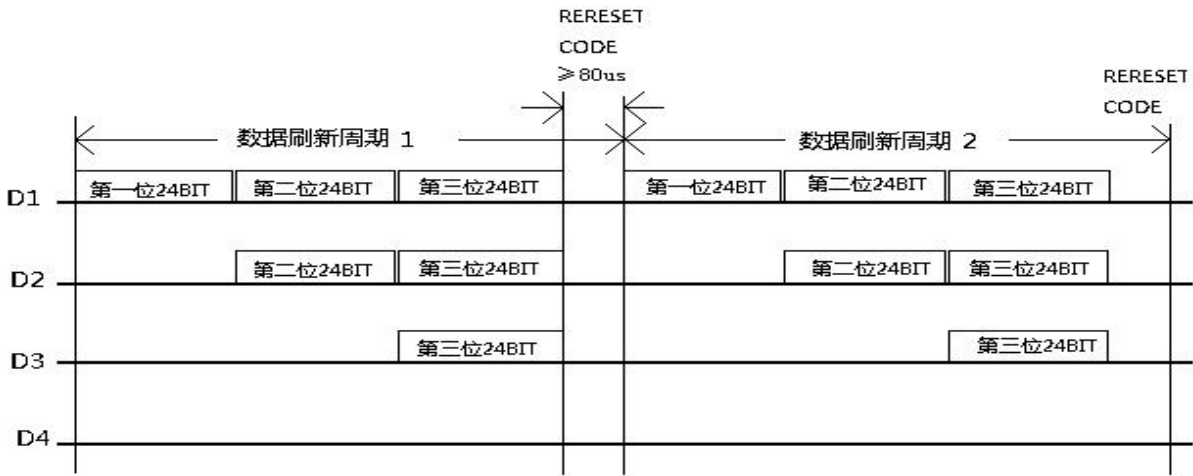 RERESET
CODE
≥80us
RERESET
CODE
数据刷新周期 1
数据刷新周期 2
D1
第一位24BIT
第二位24BIT
第三位24BIT
第一位24BIT
第二位24BIT
第三位24BIT
D2
第二位24BIT
第三位24BIT
第二位24BIT
第三位24BIT
D3
第三位24BIT
第三位24BIT
D4